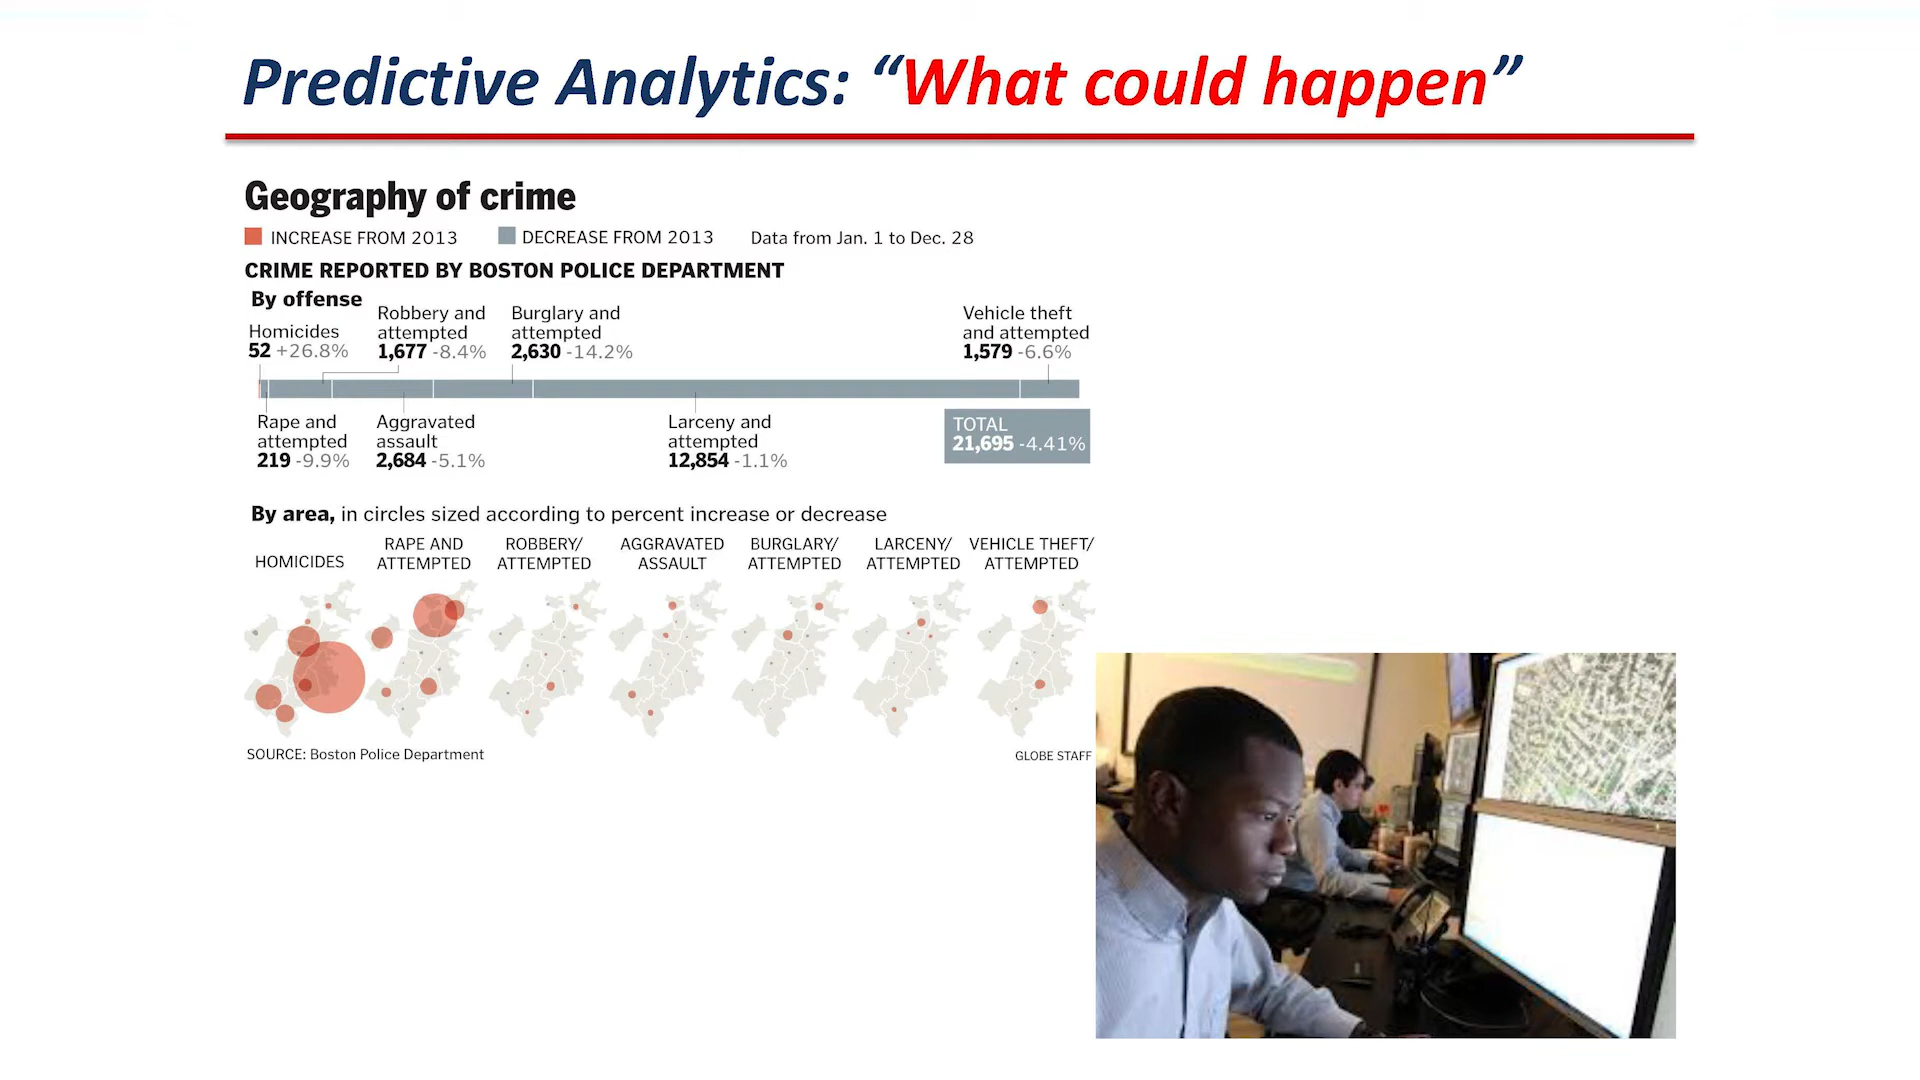 Predictive Analytics: “What could happen”
Geography of crime
INCREASE FROM 2013 DECREASE FROM 2013 Data from Jan. 1 to Dec. 28
CRIME REPORTED BY BOSTON POLICE DEPARTMENT
By offense
Homicides
52 +26.8%
Robbery and
attempted
1,677 -8.4%
Burglary and
attempted
2,630 -14.2%
Vehicle theft
and attempted
1,579 -6.6%
Rape and
attempted
219 -9.9%
Aggravated
assault
2,684 -5.1%
Larceny and
attempted
12,854 -1.1%
TOTAL
21,695 -4.41%
By area, in circles sized according to percent increase or decrease
HOMICIDES
RAPE AND
ATTEMPTED
ROBBERY/
ATTEMPTED
AGGRAVATED
ASSAULT
BURGLARY/
ATTEMPTED
LARCENY/
ATTEMPTED
VEHICLE THEFT/
ATTEMPTED
SOURCE: Boston Police Department
GLOBE STAFF